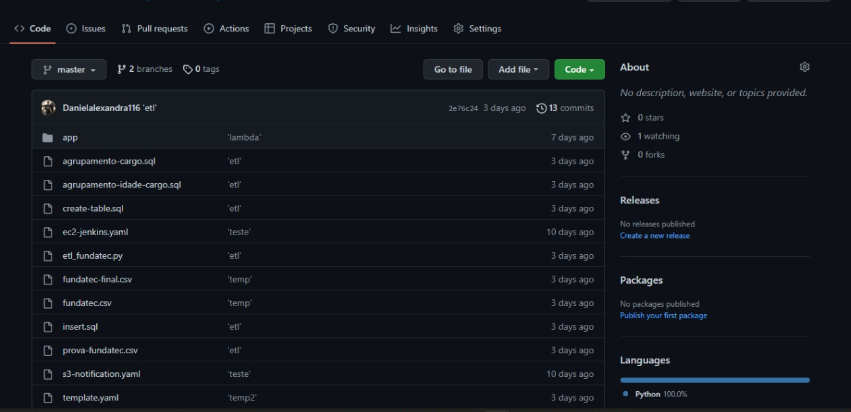 Code Issues Pull requests Actions Projects Security Insights Settings
master 2 branches 0 tags Go to file Add file Code
Danielalexandra116 'etl' 2e76c24 3 days ago 13 commits
app 'lambda' 7 days ago
agrupamento-cargo.sql 'etl' 3 days ago
agrupamento-idade-cargo.sql 'etl' 3 days ago
create-table.sql 'etl' 3 days ago
ec2-jenkins.yaml 'teste' 10 days ago
etl_fundatec.py 'etl' 3 days ago
fundatec-final.csv 'temp' 3 days ago
fundatec.csv 'temp' 3 days ago
insert.sql 'etl' 3 days ago
prova-fundatec.csv 'etl' 3 days ago
s3-notification.yaml 'teste' 10 days ago
template.yaml 'temp2' 3 days ago
About
No description, website, or topics provided.
0 stars
1 watching
0 forks
Releases
No releases published
Create a new release
Packages
No packages published
Publish your first package
Languages
Python 100.0%